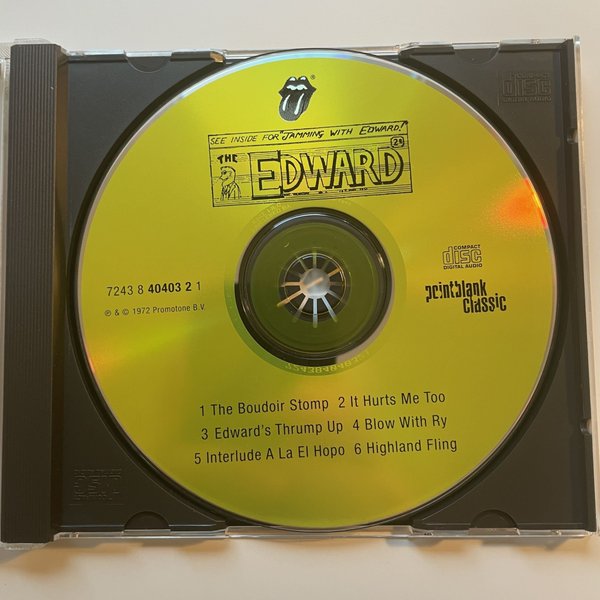 SEE INSIDE FOR "JAMMING WITH EDWARD!"
THE EDWARD 2¢
7243 8 40403 2 1
℗ & © 1972 Promotone B.V.
COMPACT
disc
DIGITAL AUDIO
pointblank
classic
1 The Boudoir Stomp 2 It Hurts Me Too
3 Edward's Thrump Up 4 Blow With Ry
5 Interlude A La El Hopo 6 Highland Fling